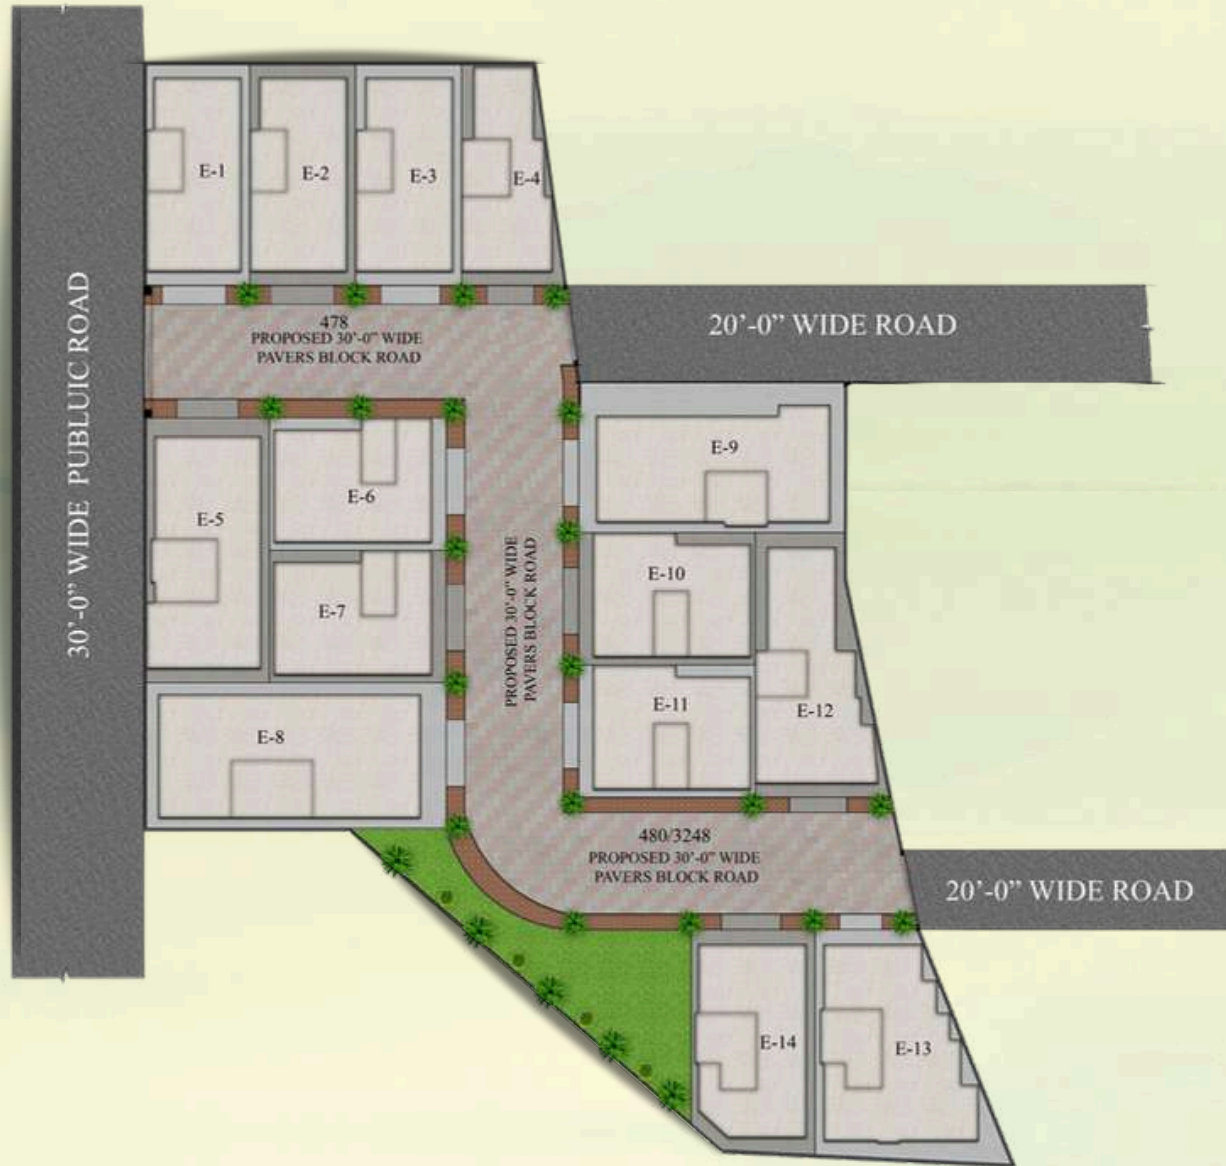 E-1
E-2
E-3
E-4
30'-0" WIDE PUBLUIC ROAD
478
PROPOSED 30'-0" WIDE
PAVERS BLOCK ROAD
20'-0" WIDE ROAD
E-5
E-6
E-7
E-8
PROPOSED 30'-0" WIDE
PAVERS BLOCK ROAD
E-9
E-10
E-11
E-12
480/3248
PROPOSED 30'-0" WIDE
PAVERS BLOCK ROAD
20'-0" WIDE ROAD
E-14
E-13